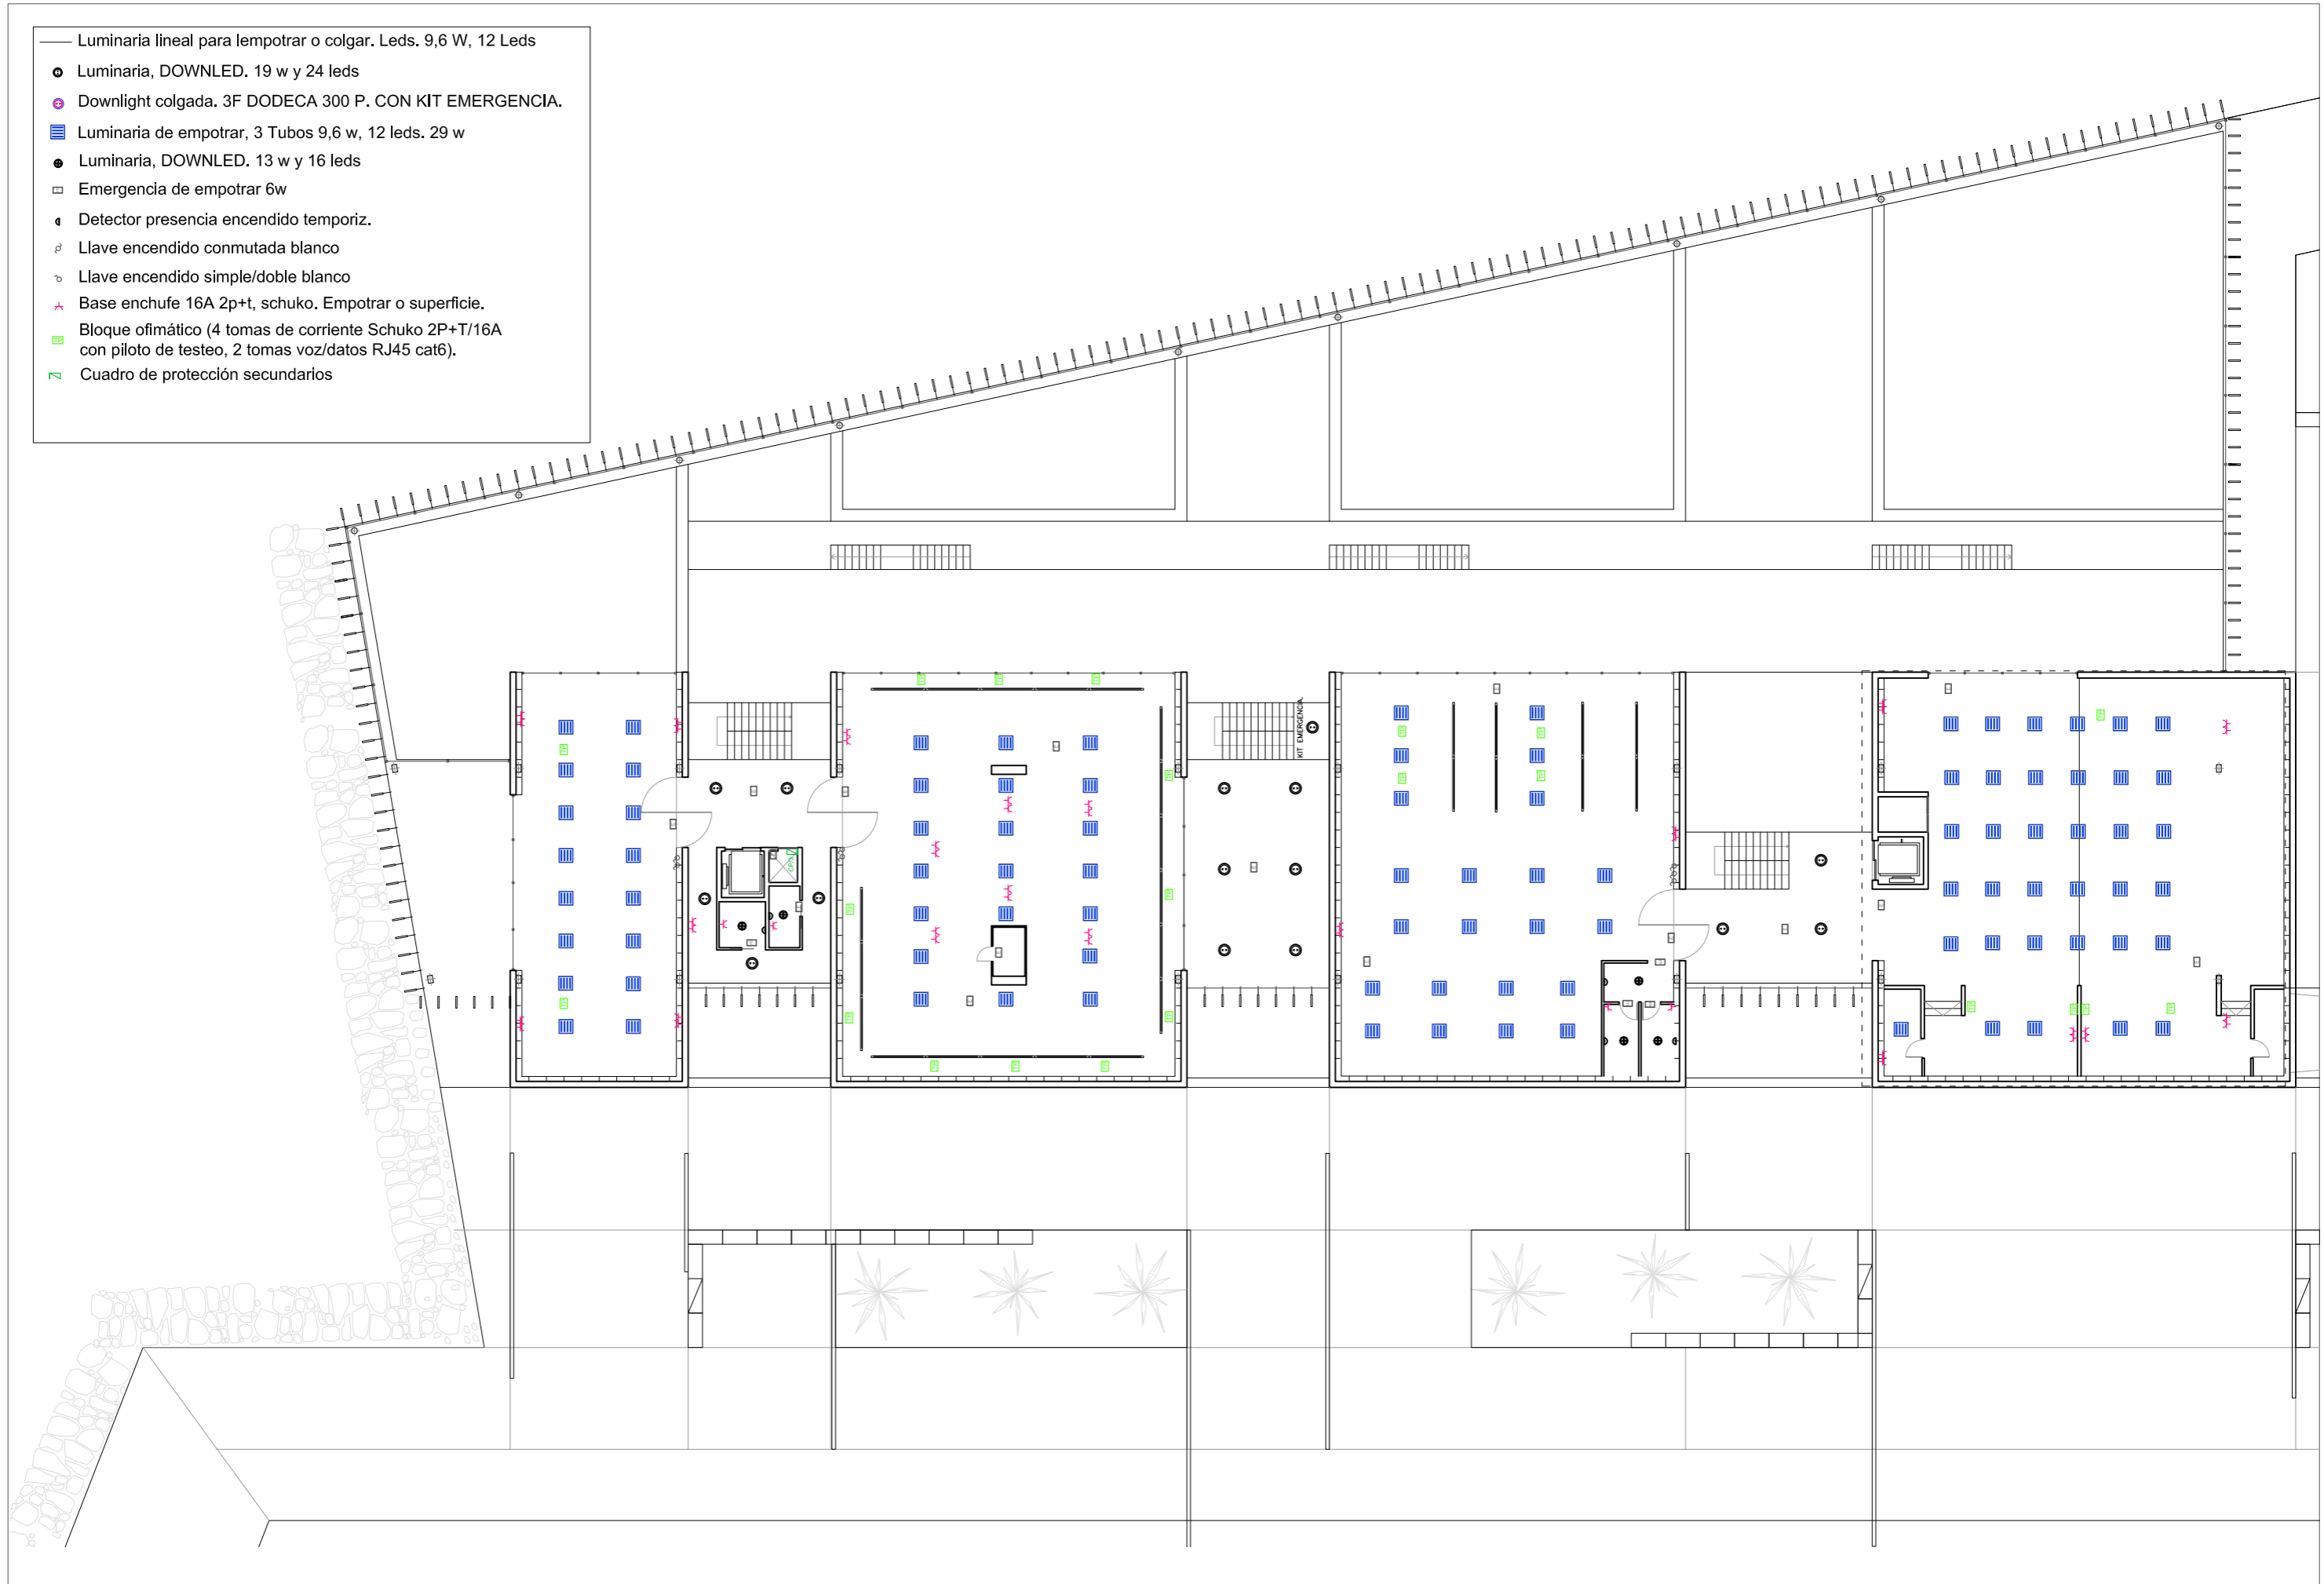 Luminaria lineal para lempotrar o colgar. Leds. 9,6 W, 12 Leds
Luminaria, DOWNLED. 19 w y 24 leds
Downlight colgada. 3F DODECA 300 P. CON KIT EMERGENCIA.
Luminaria de empotrar, 3 Tubos 9,6 w, 12 leds. 29 w
Luminaria, DOWNLED. 13 w y 16 leds
Emergencia de empotrar 6w
Detector presencia encendido temporiz.
Llave encendido conmutada blanco
Llave encendido simple/doble blanco
Base enchufe 16A 2p+t, schuko. Empotrar o superficie.
Bloque ofimático (4 tomas de corriente Schuko 2P+T/16A
con piloto de testeo, 2 tomas voz/datos RJ45 cat6).
Cuadro de protección secundarios
KIT EMERGENCIA.